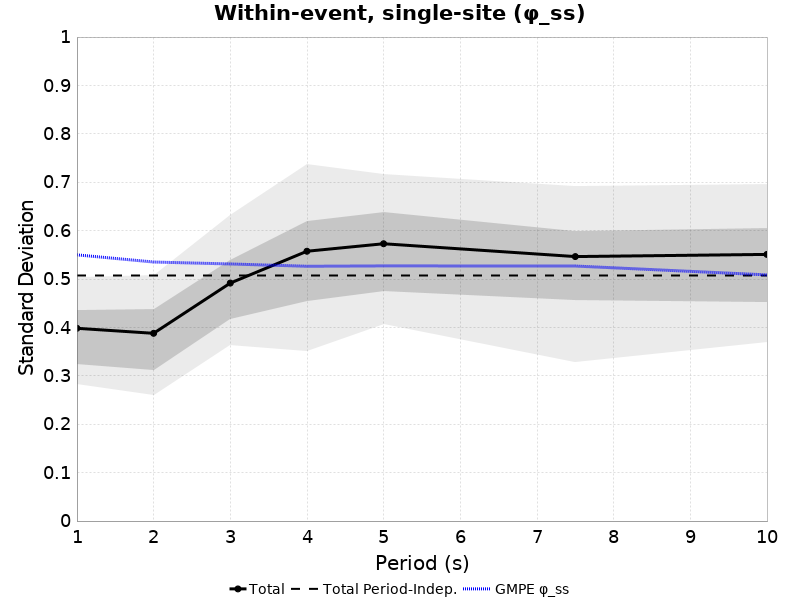 Within-event, single-site (φ_ss)
1
0.9
0.8
0.7
0.6
0.5
0.4
0.3
0.2
0.1
0
Standard Deviation
1 2 3 4 5 6 7 8 9 10
Period (s)
Total Total Period-Indep. GMPE φ_ss